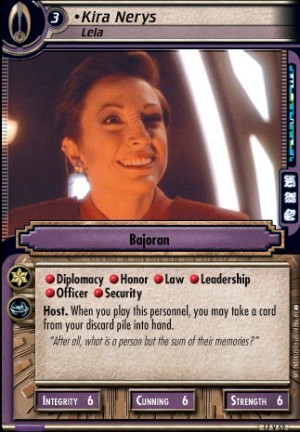 3 •Kira Nerys
Lela
Bajoran
Diplomacy Honor Law Leadership
Officer Security
Host. When you play this personnel, you may take a card
from your discard pile into hand.
"After all, what is a person but the sum of their memories?"
INTEGRITY 6 CUNNING 6 STRENGTH 6
17 V 59